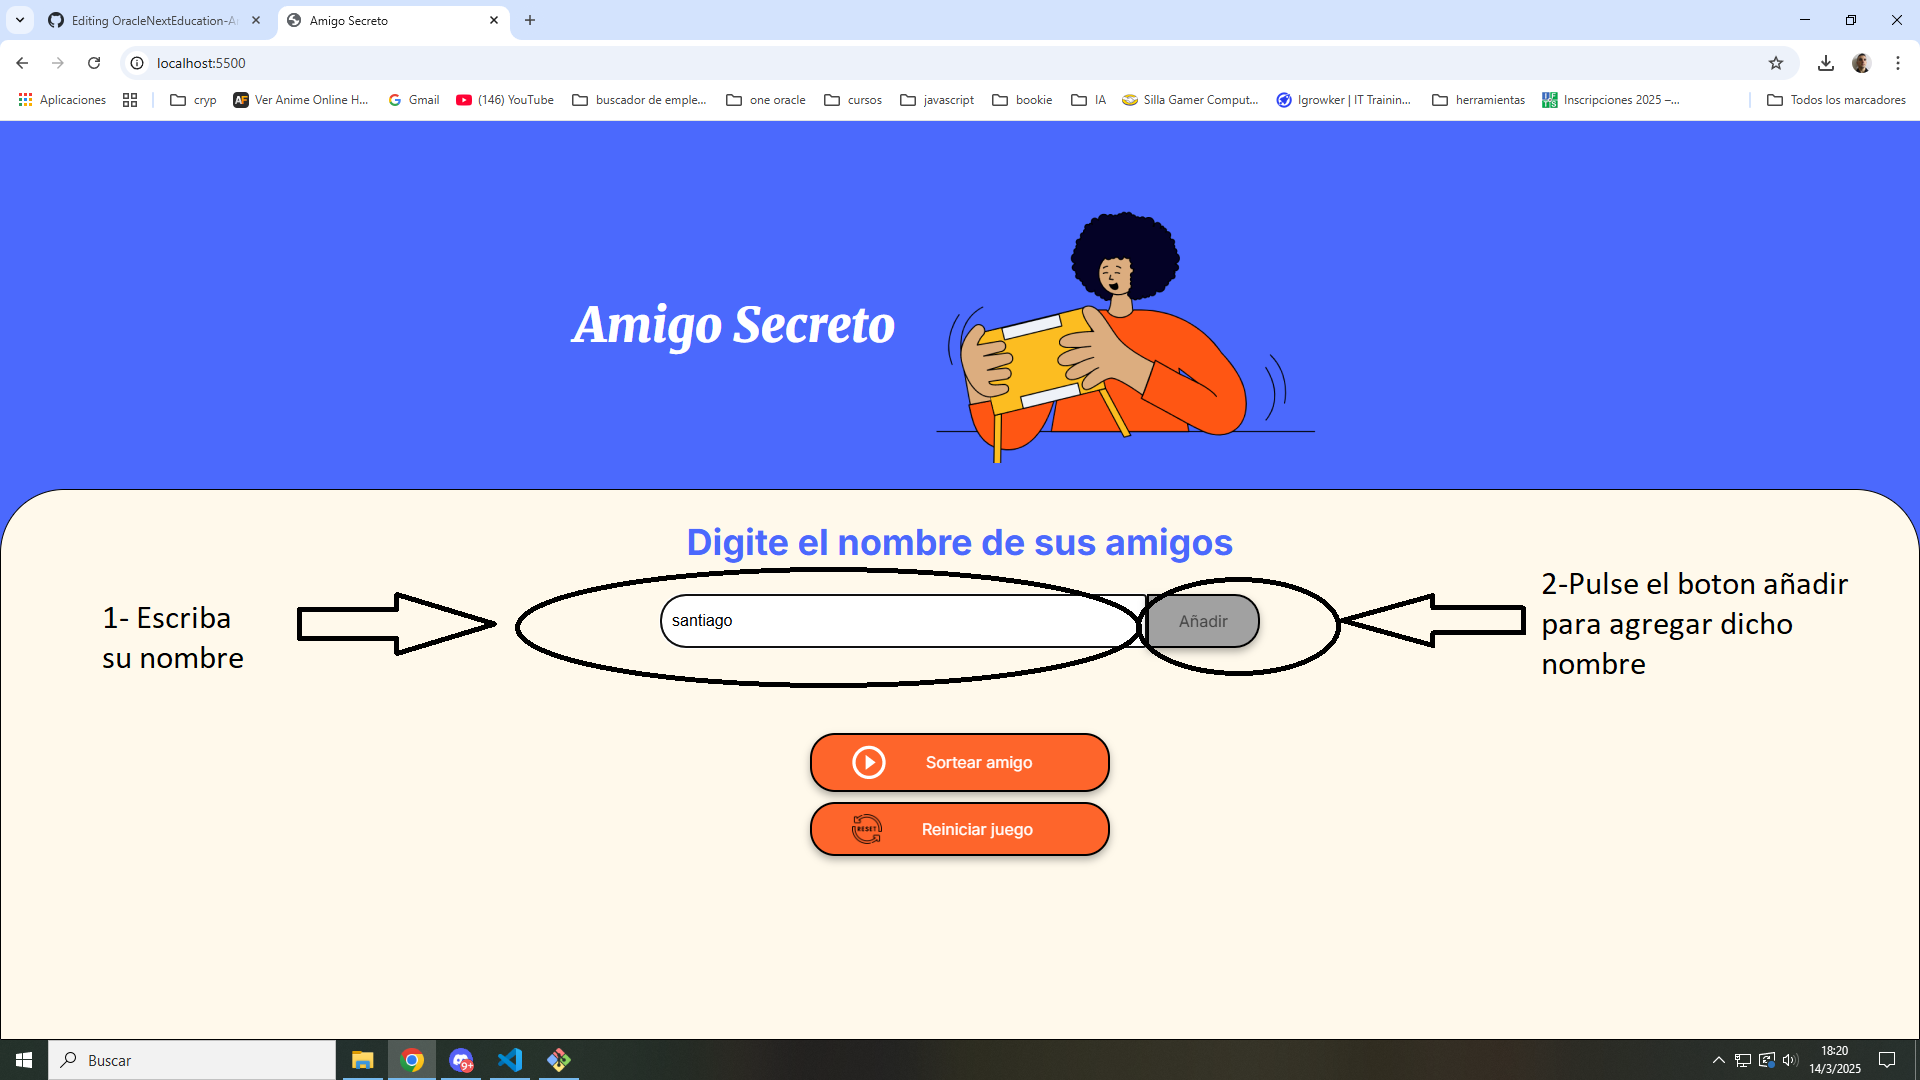 Editing OracleNextEducation-A
Amigo Secreto
localhost:5500
Aplicaciones
cryp
AF
Ver Anime Online H...
Gmail
(146) YouTube
buscador de emple...
one oracle
cursos
javascript
bookie
IA
Silla Gamer Comput...
Igrowker | IT Trainin...
herramientas
Inscripciones 2025 –...
Todos los marcadores
Amigo Secreto
Digite el nombre de sus amigos
1- Escriba
su nombre
santiago
Añadir
2-Pulse el boton añadir
para agregar dicho
nombre
Sortear amigo
RESET
Reiniciar juego
Buscar
9+
18:20
14/3/2025